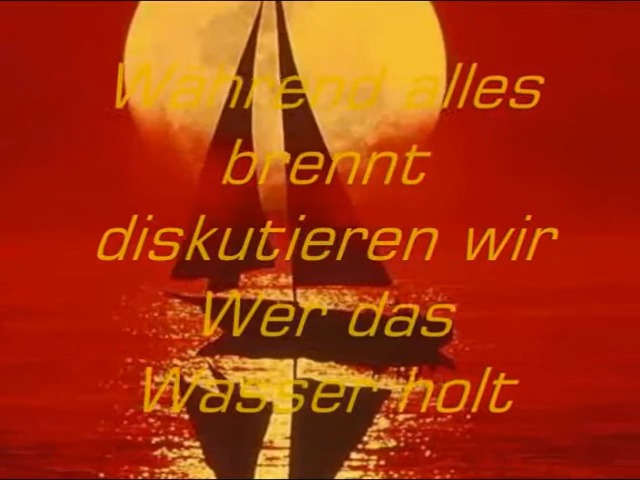 Während alles
brennt
diskutieren wir
Wer das
Wasser holt